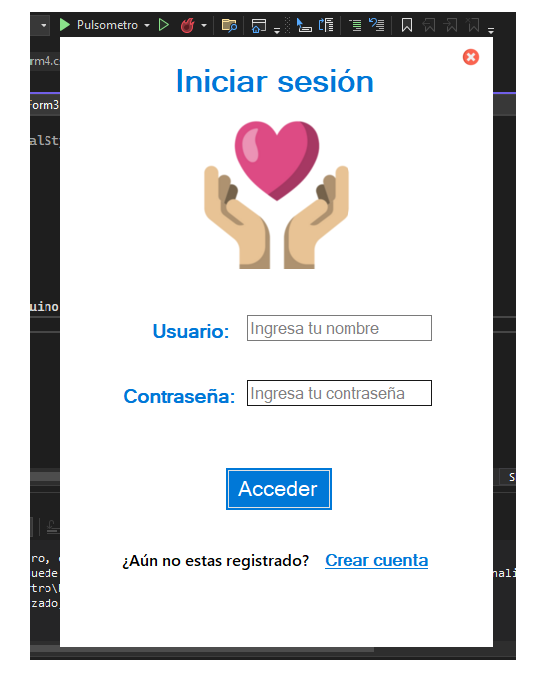 Pulsometro
rm4.c
Iniciar sesión
Form3
alSt
uino
Usuario: Ingresa tu nombre
Contraseña: Ingresa tu contraseña
S
Acceder
ro,
¿Aún no estas registrado? Crear cuenta
uede
nali
tro\
zado,